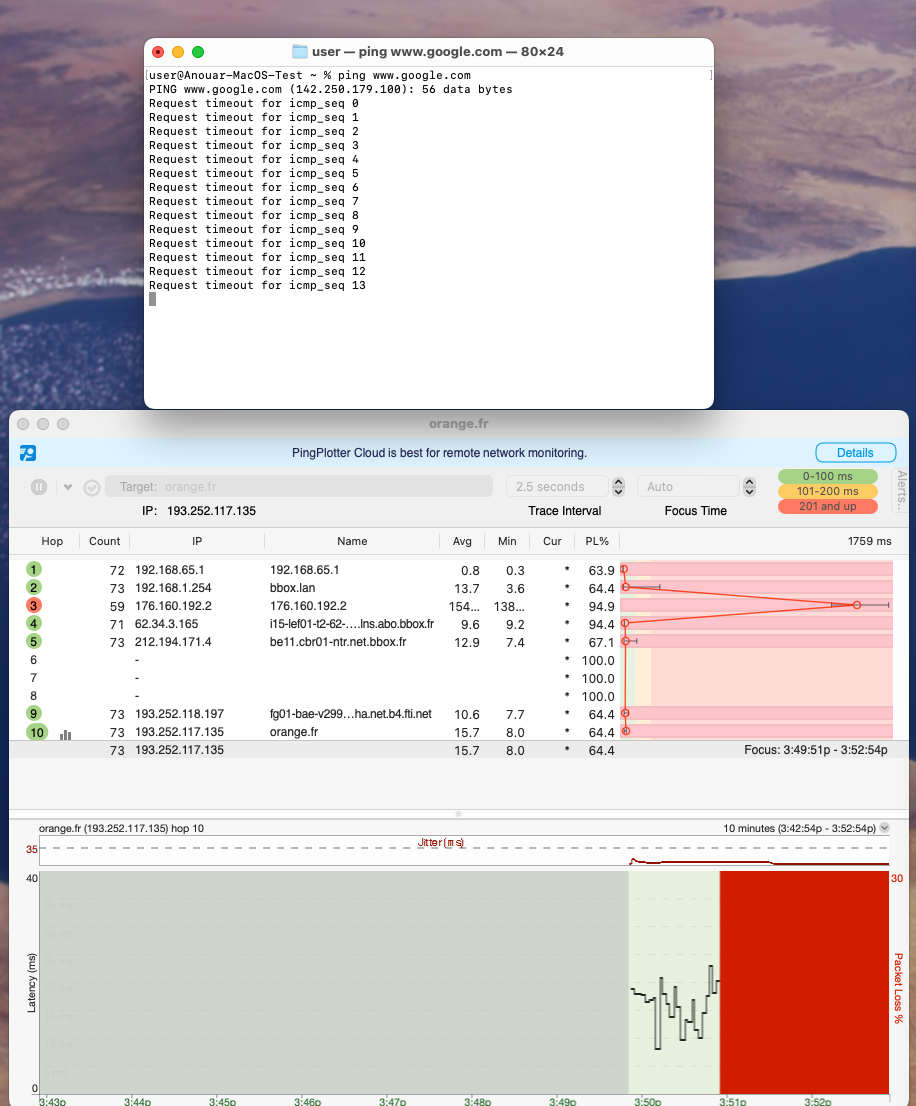 user — ping www.google.com — 80×24
[user@Anouar-MacOS-Test ~ % ping www.google.com ]
PING www.google.com (142.250.179.100): 56 data bytes
Request timeout for icmp_seq 0
Request timeout for icmp_seq 1
Request timeout for icmp_seq 2
Request timeout for icmp_seq 3
Request timeout for icmp_seq 4
Request timeout for icmp_seq 5
Request timeout for icmp_seq 6
Request timeout for icmp_seq 7
Request timeout for icmp_seq 8
Request timeout for icmp_seq 9
Request timeout for icmp_seq 10
Request timeout for icmp_seq 11
Request timeout for icmp_seq 12
Request timeout for icmp_seq 13
orange.fr
PingPlotter Cloud is best for remote network monitoring. Details
Target: orange.fr 2.5 seconds Auto 0-100 ms
101-200 ms
201 and up
Alerts..
IP: 193.252.117.135 Trace Interval Focus Time
Hop Count IP Name Avg Min Cur PL% 1759 ms
1 72 192.168.65.1 192.168.65.1 0.8 0.3 * 63.9
2 73 192.168.1.254 bbox.lan 13.7 3.6 * 64.4
3 59 176.160.192.2 176.160.192.2 154... 138... * 94.9
4 71 62.34.3.165 i15-lef01-t2-62-....lns.abo.bbox.fr 9.6 9.2 * 94.4
5 73 212.194.171.4 be11.cbr01-ntr.net.bbox.fr 12.9 7.4 * 67.1
6 - * 100.0
7 - * 100.0
8 - * 100.0
9 73 193.252.118.197 fg01-bae-v299...ha.net.b4.fti.net 10.6 7.7 * 64.4
10 73 193.252.117.135 orange.fr 15.7 8.0 * 64.4
73 193.252.117.135 15.7 8.0 * 64.4 Focus: 3:49:51p - 3:52:54p
orange.fr (193.252.117.135) hop 10 10 minutes (3:42:54p - 3:52:54p)
Jitter (ms)
35
40 30
35 ms
30 ms
25 ms
20 ms
15 ms
10 ms
5 ms
Latency (ms)
Packet Loss %
0
3:43p 3:44p 3:45p 3:46p 3:47p 3:48p 3:49p 3:50p 3:51p 3:52p